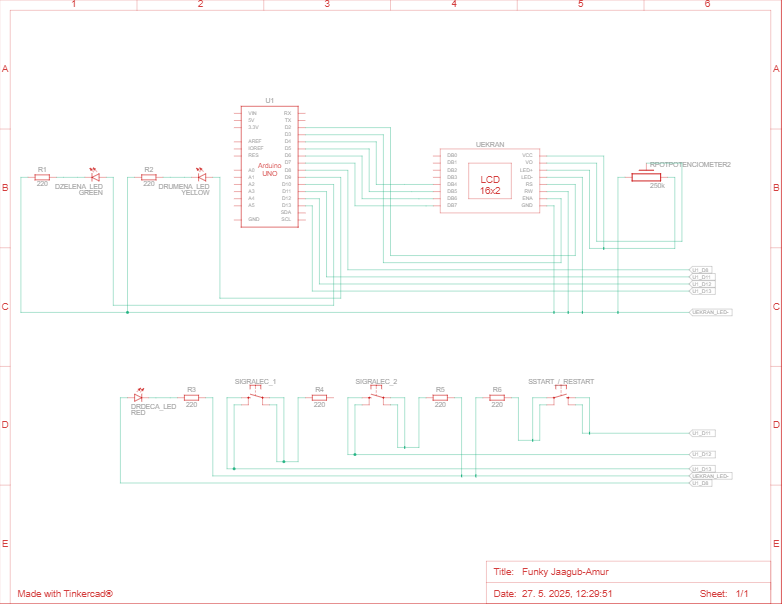 1 2 3 4 5 6
A A
U1
VIN RX
5V TX
3.3V D2
D3
AREF D4
IOREF D5
RES D6
D7
A0 D8
A1 D9
A2 D10
A3 D11
A4 D12
A5 D13
SDA
GND SCL
Arduino
UNO
UEKRAN
DB0 VCC
DB1 VO
DB2 LED+
DB3 LED-
DB4 RS
DB5 RW
DB6 ENA
DB7 GND
LCD
16x2
RPOTPOTENCIOMETER2
250k
B B
R1
220
DZELENA_LED
GREEN
R2
220
DRUMENA_LED
YELLOW
U1_D8
U1_D11
U1_D12
U1_D13
C C
UEKRAN_LED-
DRDECA_LED
RED
R3
220
SIGRALEC_1
R4
220
SIGRALEC_2
R5
220
R6
220
SSTART_/_RESTART
D D
U1_D11
U1_D12
U1_D13
UEKRAN_LED-
U1_D8
E E
Title: Funky Jaagub-Amur
Made with Tinkercad®
Date: 27. 5. 2025, 12:29:51 Sheet: 1/1